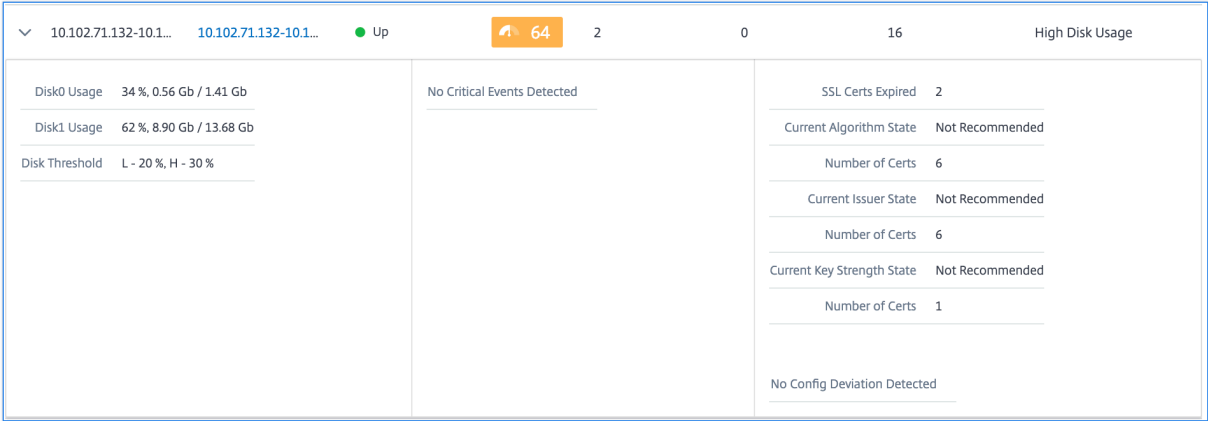 10.102.71.132-10.1... 10.102.71.132-10.1... Up 64 2 0 16 High Disk Usage
Disk0 Usage 34 %, 0.56 Gb / 1.41 Gb
Disk1 Usage 62 %, 8.90 Gb / 13.68 Gb
Disk Threshold L - 20 %, H - 30 %
No Critical Events Detected
SSL Certs Expired 2
Current Algorithm State Not Recommended
Number of Certs 6
Current Issuer State Not Recommended
Number of Certs 6
Current Key Strength State Not Recommended
Number of Certs 1
No Config Deviation Detected